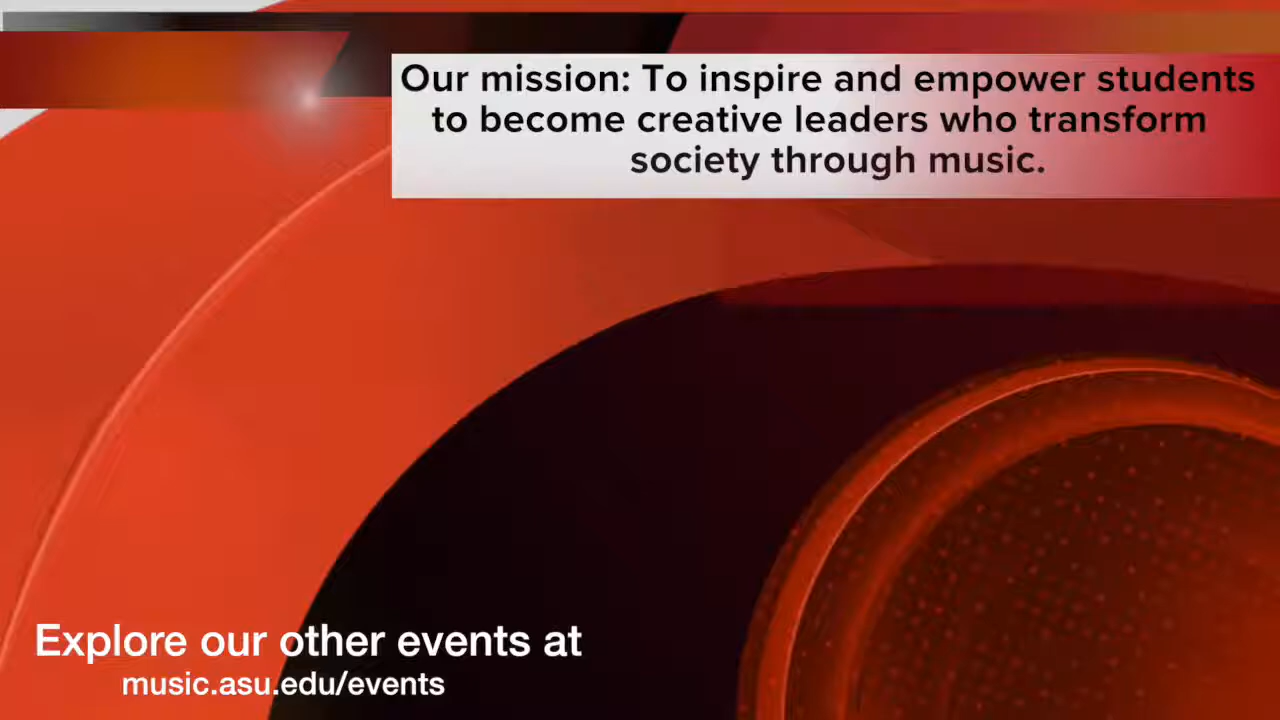 Our mission: To inspire and empower students
to become creative leaders who transform
society through music.
Explore our other events at
music.asu.edu/events